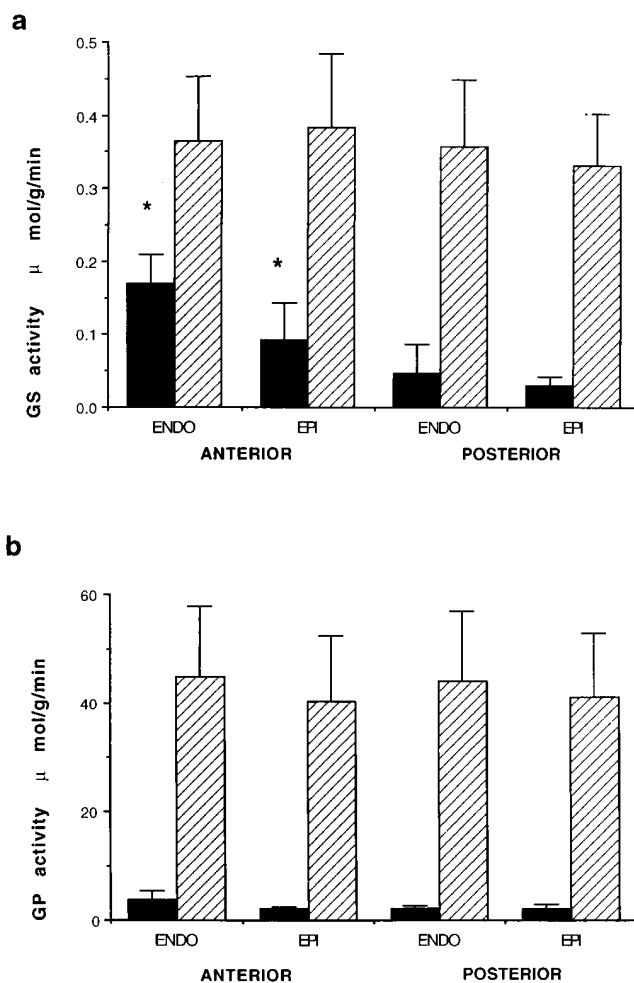 a
GS activity μ mol/g/min
0.5
0.4
0.3
0.2
0.1
0.0
*
*
ENDO EPI ENDO EPI
ANTERIOR POSTERIOR
b
GP activity μ mol/g/min
60
40
20
0
ENDO EPI ENDO EPI
ANTERIOR POSTERIOR